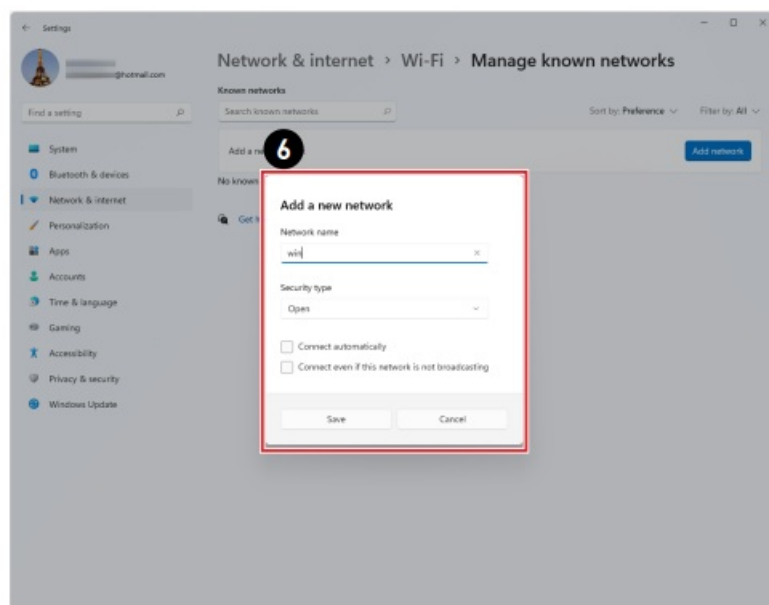 Settings
@hotmail.com
Find a setting
System
Bluetooth & devices
Network & internet
Personalization
Apps
Accounts
Time & language
Gaming
Accessibility
Privacy & security
Windows Update
Network & internet > Wi-Fi > Manage known networks
Known networks
Search known networks
Sort by: Preference
Filter by: All
Add a
Add network
No known
Get
6
Add a new network
Network name
win
Security type
Open
Connect automatically
Connect even if this network is not broadcasting
Save
Cancel